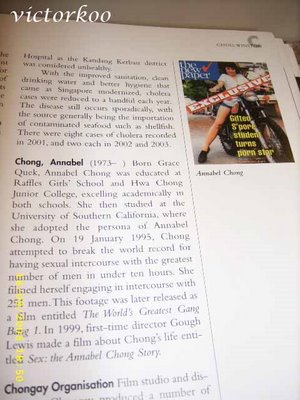 victorkoo
CHOLERA
Hospital as the Kandang Kerbau district
was considered unhealthy.
With the improved sanitation, clean
drinking water and better hygiene that
came as Singapore modernized, cholera
cases were reduced to a handful each year.
The disease still occurs sporadically, with
the source generally being the importation
of contaminated seafood such as shellfish.
There were eight cases of cholera recorded
in 2001, and two each in 2002 and 2003.
the new paper
EXCLUSIVE
Gifted
S'pore
student
turns
porn star
Annabel Chong
Chong, Annabel (1973– ) Born Grace
Quek, Annabel Chong was educated at
Raffles Girls' School and Hwa Chong
Junior College, excelling academically in
both schools. She then studied at the
University of Southern California, where
she adopted the persona of Annabel
Chong. On 19 January 1995, Chong
attempted to break the world record for
having sexual intercourse with the greatest
number of men in under ten hours. She
filmed herself engaging in intercourse with
251 men. This footage was later released as
a film entitled The World's Greatest Gang
Bang 1. In 1999, first-time director Gough
Lewis made a film about Chong's life enti-
tled Sex: the Annabel Chong Story.
Chongay Organisation Film studio and dis-
produced a number of